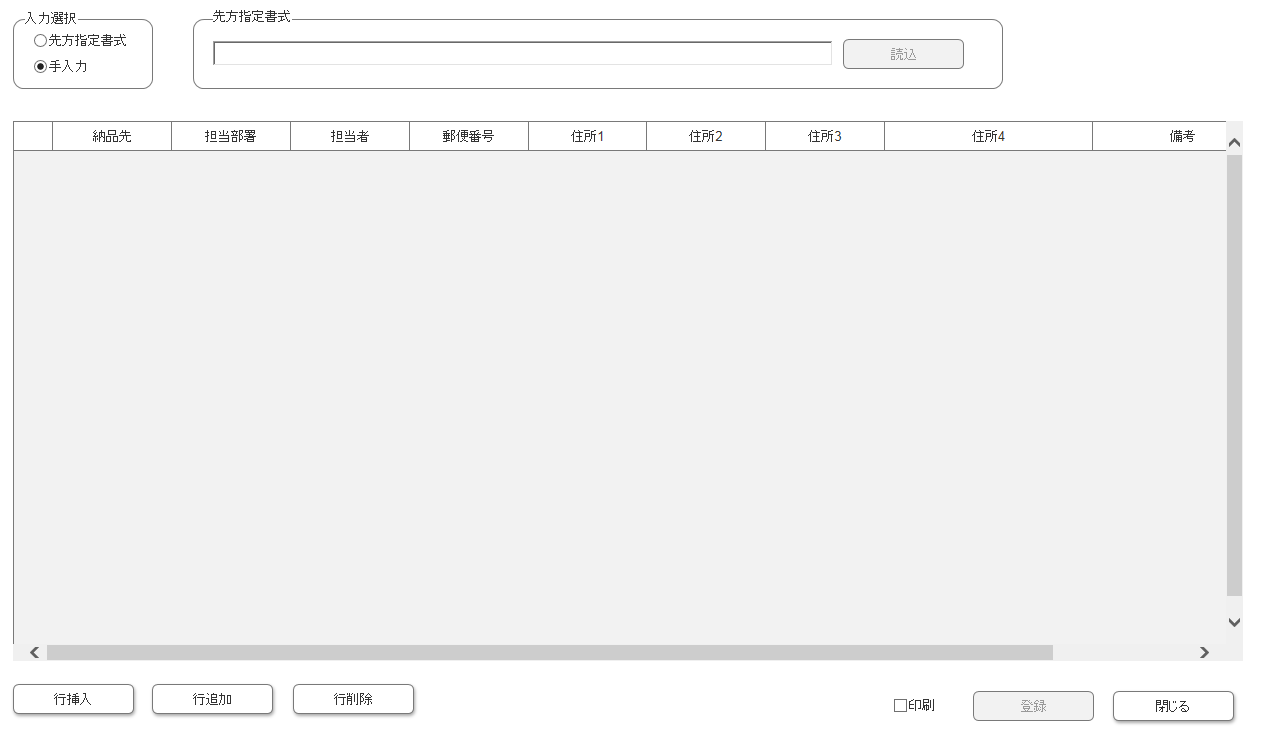 入力選択
先方指定書式
手入力
先方指定書式
読込
納品先 担当部署 担当者 郵便番号 住所1 住所2 住所3 住所4 備考
行挿入 行追加 行削除 印刷 登録 閉じる